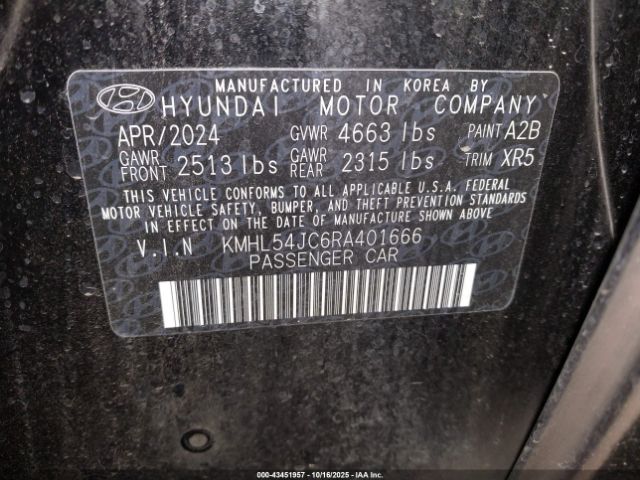 MANUFACTURED IN KOREA BY
HYUNDAI MOTOR COMPANY
APR/2024 GVWR 4663 lbs PAINT A2B
GAWR FRONT 2513 lbs GAWR REAR 2315 lbs TRIM XR5
THIS VEHICLE CONFORMS TO ALL APPLICABLE U.S.A. FEDERAL
MOTOR VEHICLE SAFETY, BUMPER, AND THEFT PREVENTION STANDARDS
IN EFFECT ON THE DATE OF MANUFACTURE SHOWN ABOVE.
V.I.N KMHL54JC6RA401666
PASSENGER CAR
000-43451957 | 10/16/2025 | IAA Inc.